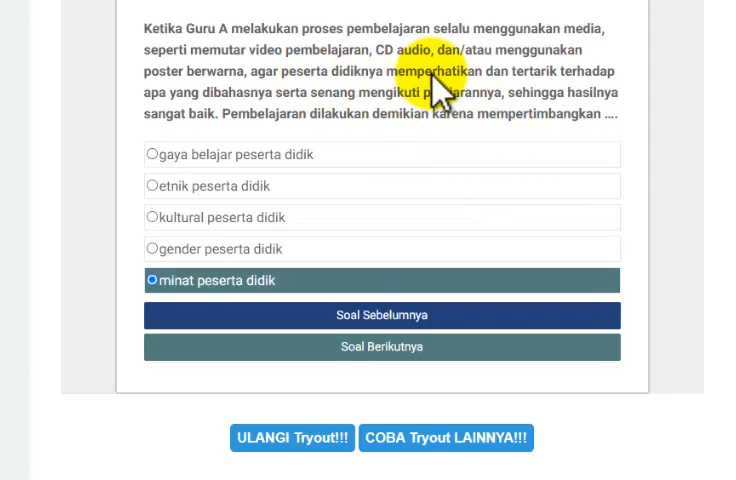 Ketika Guru A melakukan proses pembelajaran selalu menggunakan media,
seperti memutar video pembelajaran, CD audio, dan/atau menggunakan
poster berwarna, agar peserta didiknya memperhatikan dan tertarik terhadap
apa yang dibahasnya serta senang mengikuti pelajarannya, sehingga hasilnya
sangat baik. Pembelajaran dilakukan demikian karena mempertimbangkan ....
gaya belajar peserta didik
etnik peserta didik
kultural peserta didik
gender peserta didik
minat peserta didik
Soal Sebelumnya
Soal Berikutnya
ULANGI Tryout!!! COBA Tryout LAINNYA!!!